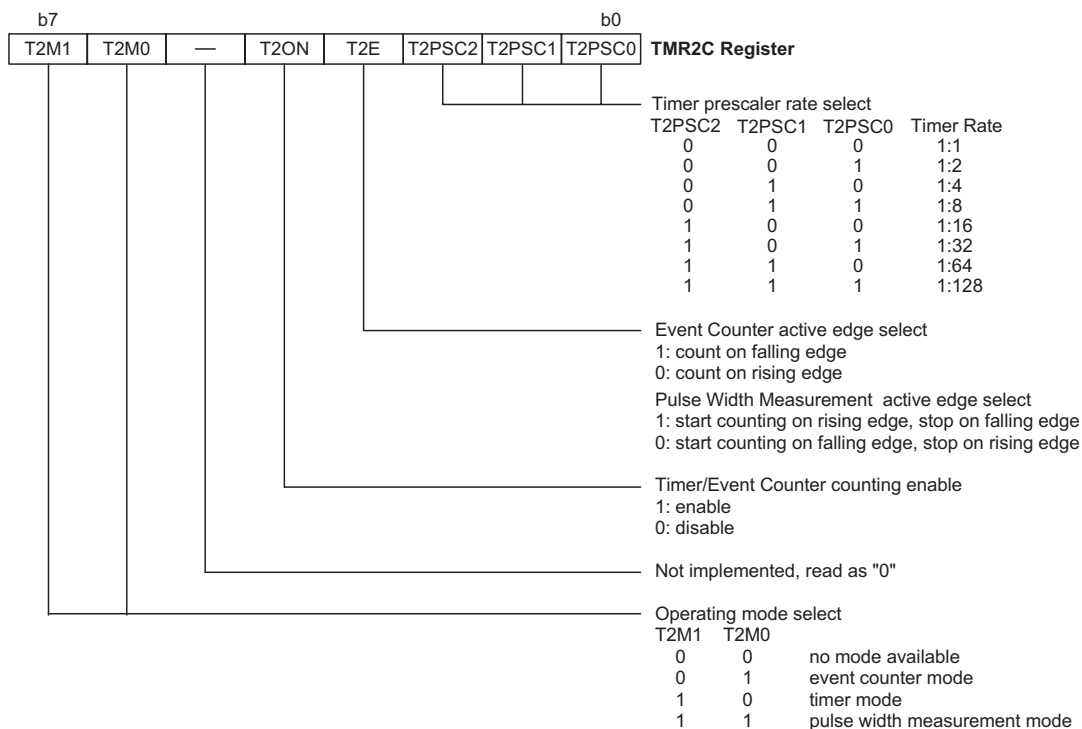 b7 b0
T2M1 T2M0 — T2ON T2E T2PSC2 T2PSC1 T2PSC0 TMR2C Register
Timer prescaler rate select
T2PSC2 T2PSC1 T2PSC0 Timer Rate
0 0 0 1:1
0 0 1 1:2
0 1 0 1:4
0 1 1 1:8
1 0 0 1:16
1 0 1 1:32
1 1 0 1:64
1 1 1 1:128
Event Counter active edge select
1: count on falling edge
0: count on rising edge
Pulse Width Measurement active edge select
1: start counting on rising edge, stop on falling edge
0: start counting on falling edge, stop on rising edge
Timer/Event Counter counting enable
1: enable
0: disable
Not implemented, read as "0"
Operating mode select
T2M1 T2M0
0 0 no mode available
0 1 event counter mode
1 0 timer mode
1 1 pulse width measurement mode